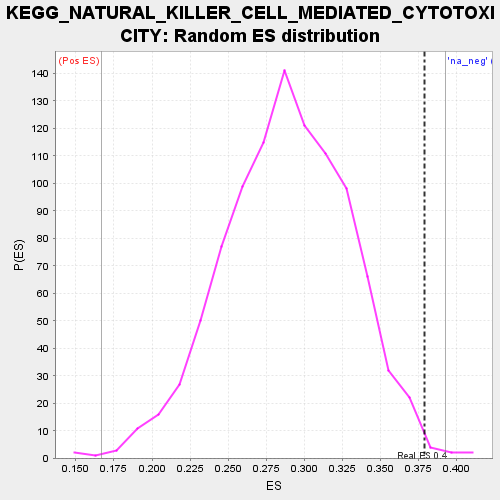 KEGG_NATURAL_KILLER_CELL_MEDIATED_CYTOTOXI
CITY: Random ES distribution
(Pos ES)
'na_neg' (
140
130
120
110
100
90
80
70
60
50
40
30
20
10
0
P(ES)
Real ES 0.4
0.150 0.175 0.200 0.225 0.250 0.275 0.300 0.325 0.350 0.375 0.400
ES